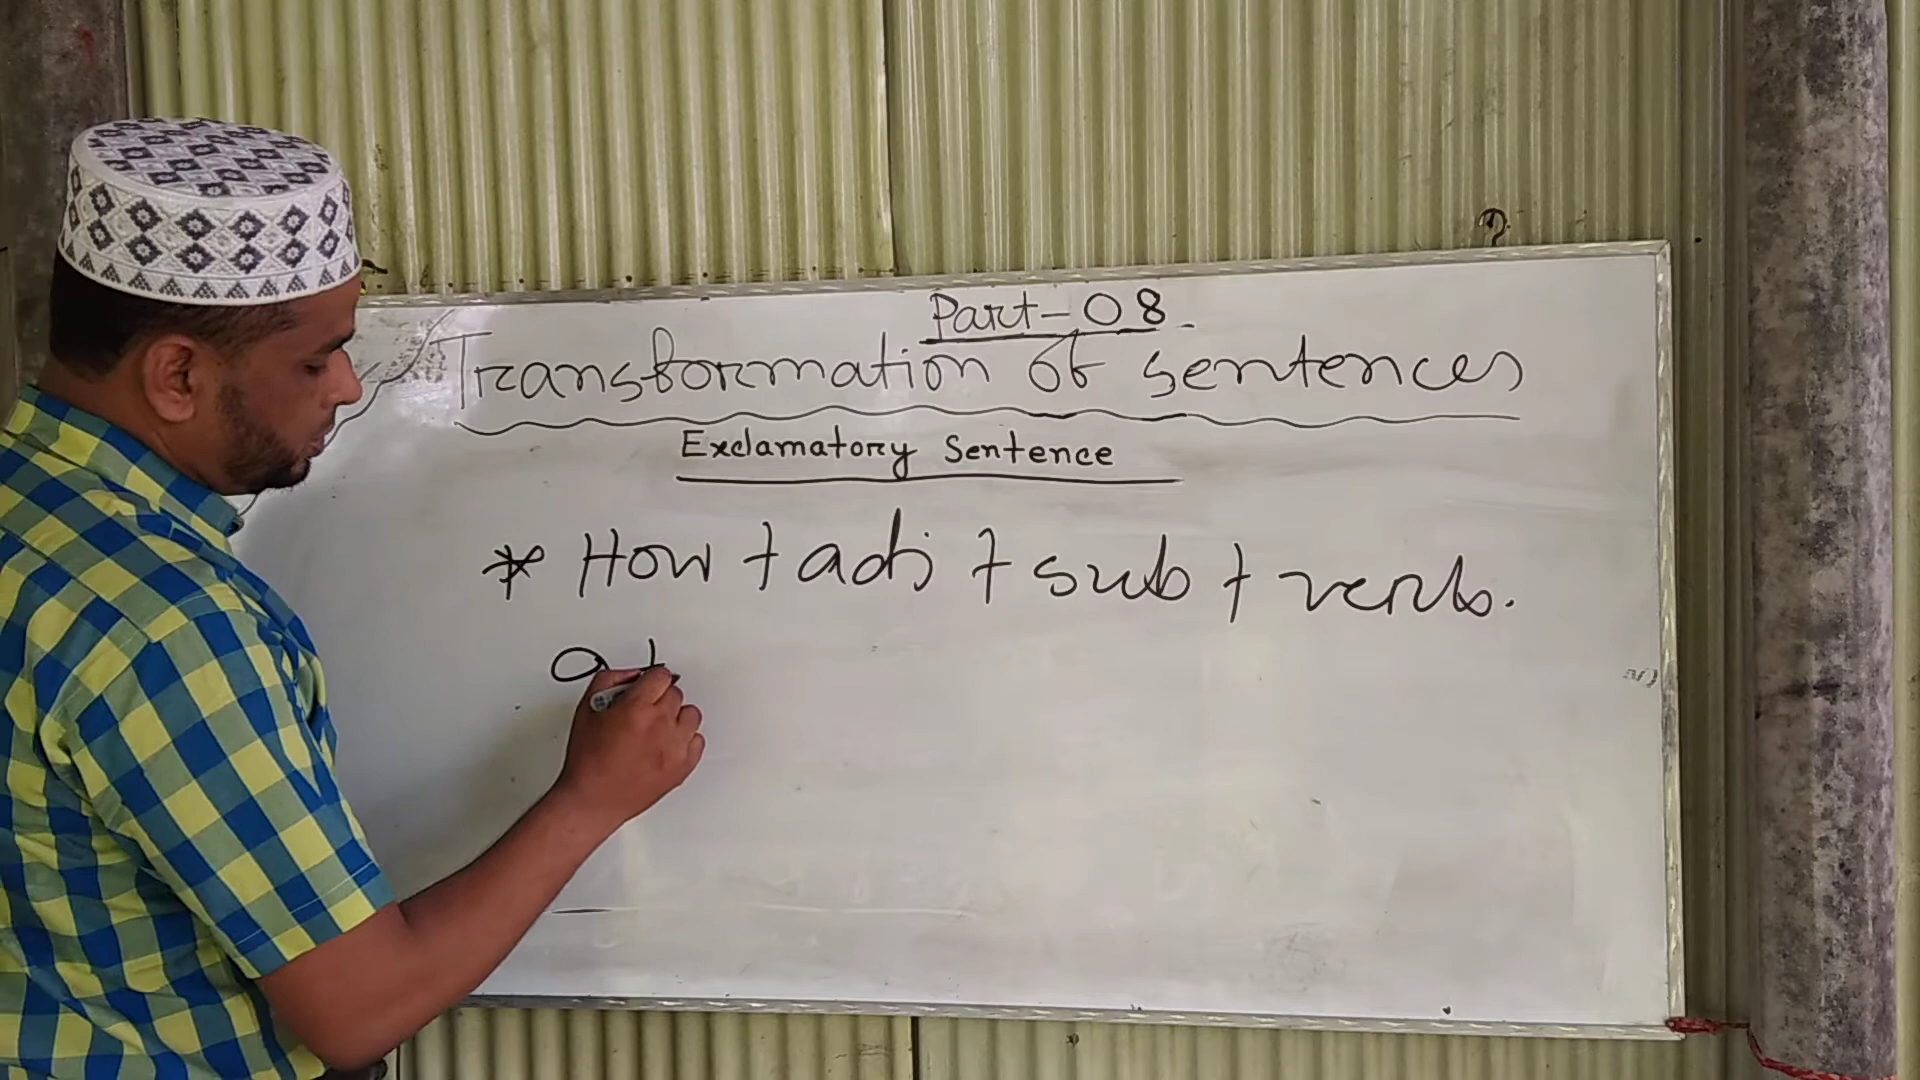 Part-08
Transformation of sentences
Exclamatory Sentence
* How + adj + sub + verb.